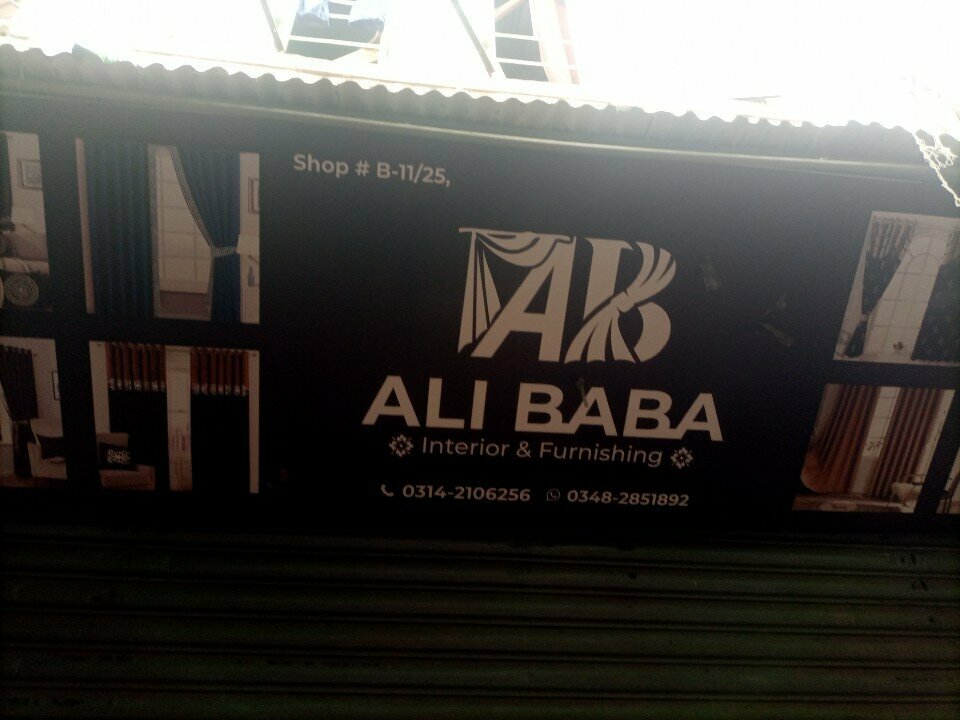 Shop # B-11/25,
AB
ALI BABA
Interior & Furnishing
0314-2106256 0348-2851892